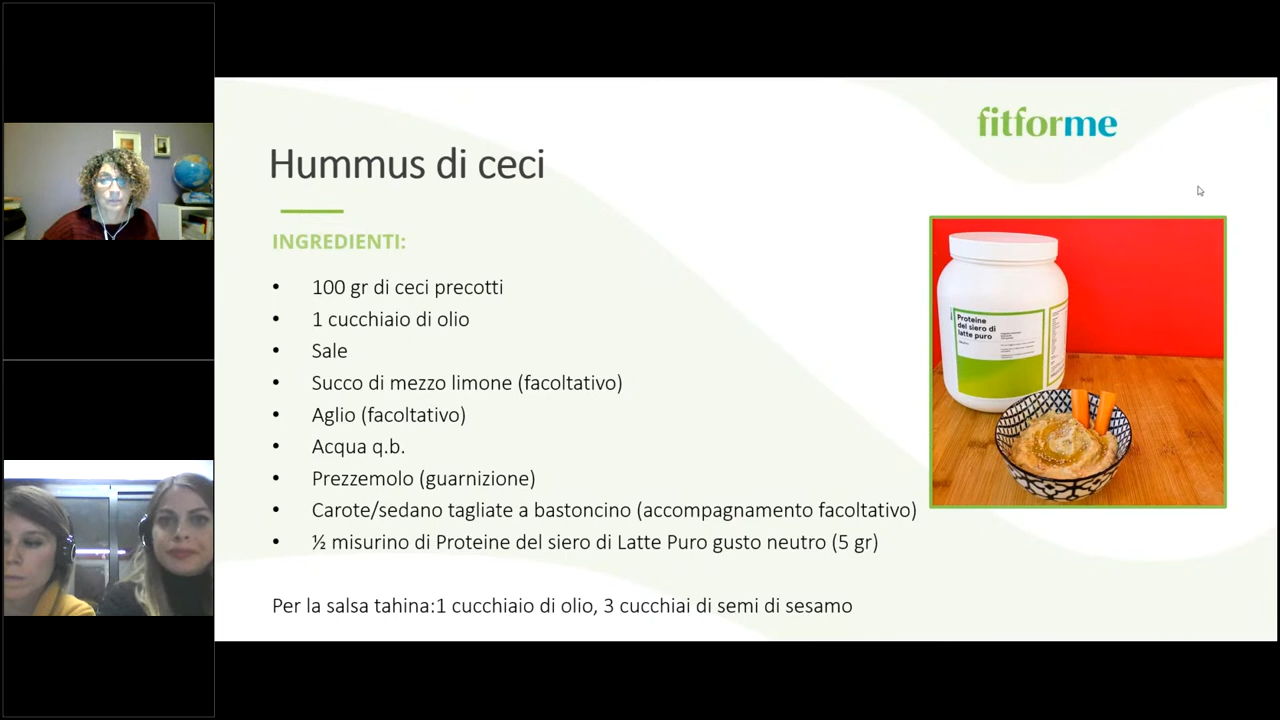 fitforme
Hummus di ceci
INGREDIENTI:
• 100 gr di ceci precotti
• 1 cucchiaio di olio
• Sale
• Succo di mezzo limone (facoltativo)
• Aglio (facoltativo)
• Acqua q.b.
• Prezzemolo (guarnizione)
• Carote/sedano tagliate a bastoncino (accompagnamento facoltativo)
• ½ misurino di Proteine del siero di Latte Puro gusto neutro (5 gr)
Per la salsa tahina:1 cucchiaio di olio, 3 cucchiai di semi di sesamo
Proteine
del siero di
latte puro